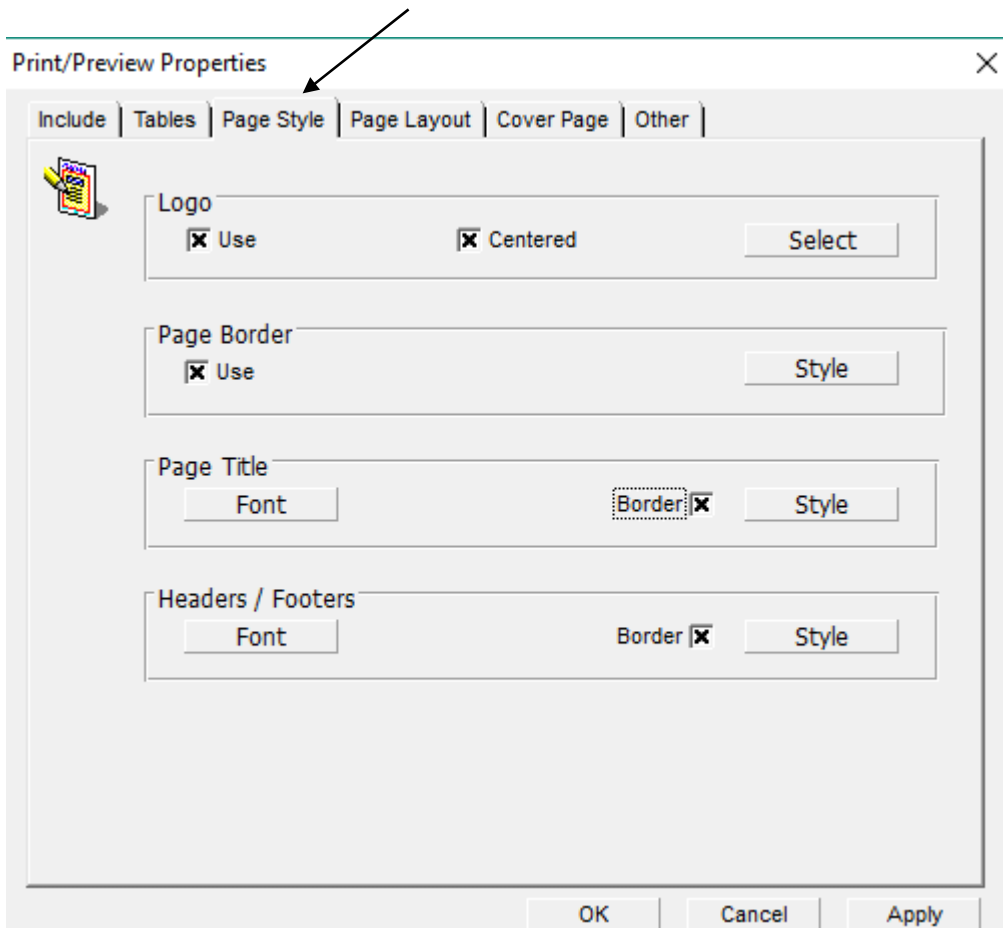 Print/Preview Properties
Include Tables Page Style Page Layout Cover Page Other
Logo
Use Centered Select
Page Border
Use Style
Page Title
Font Border Style
Headers / Footers
Font Border Style
OK Cancel Apply